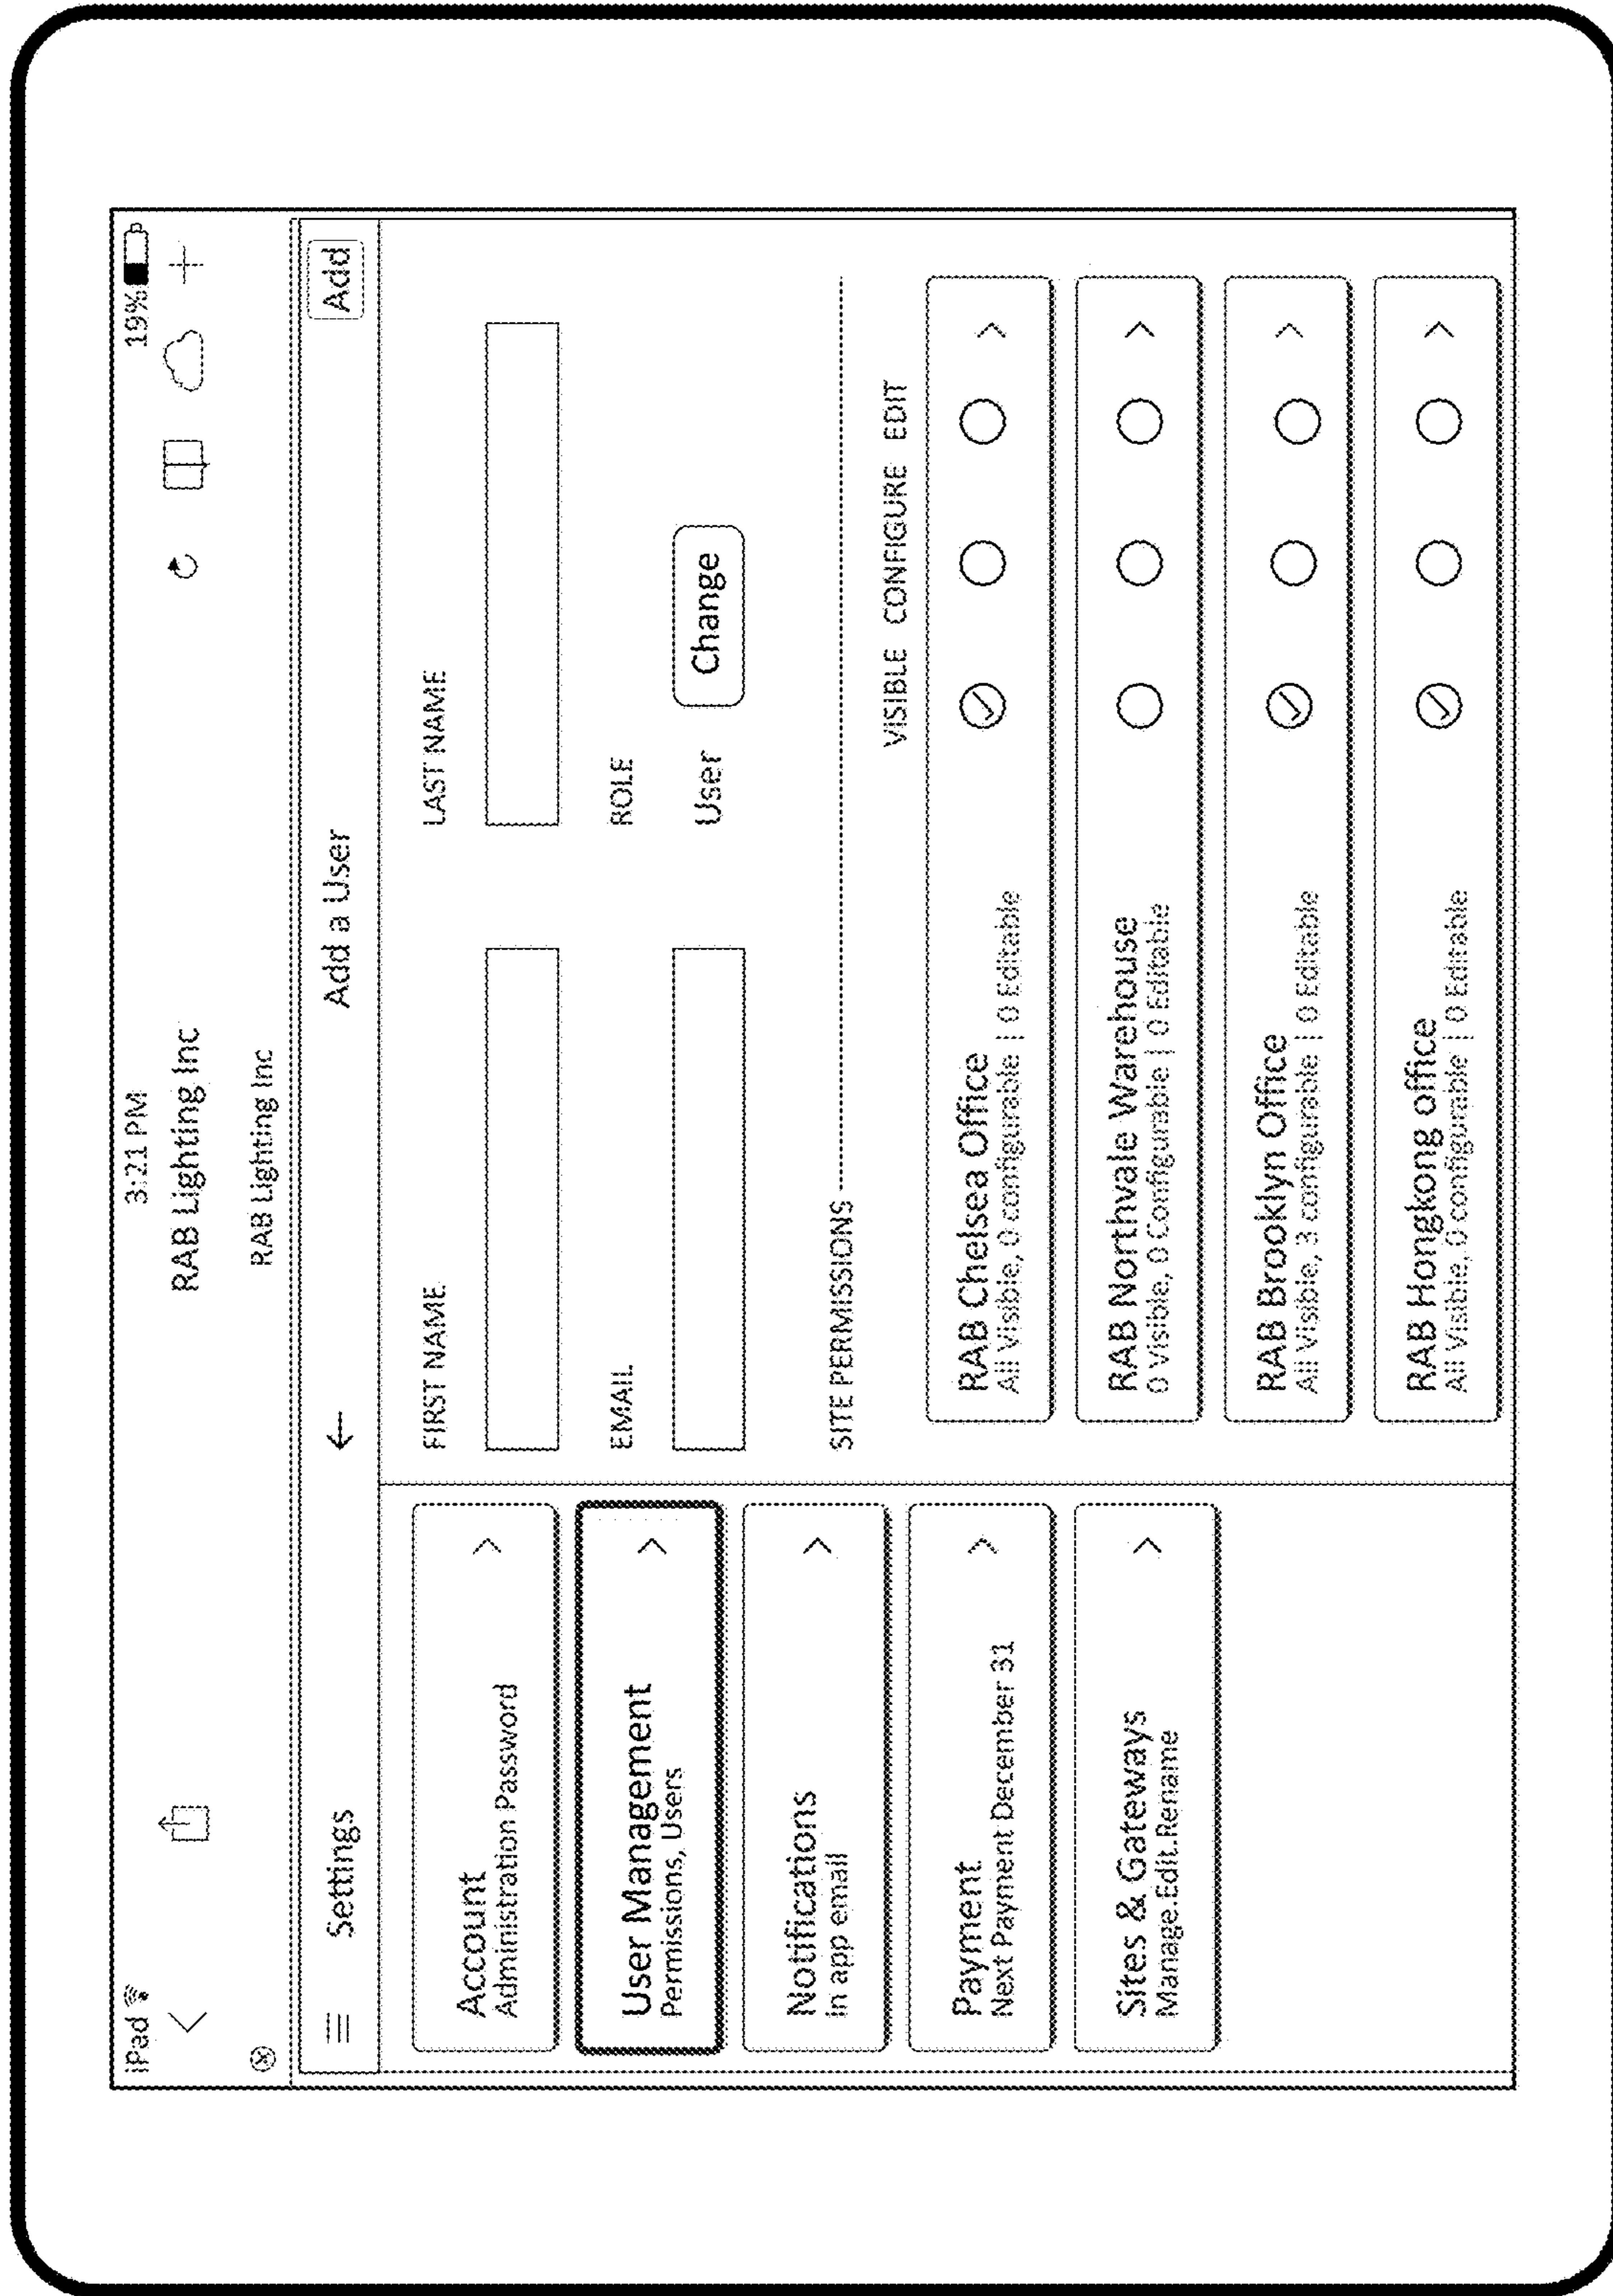 iPad 3:21 PM 19%
RAB Lighting Inc
RAB Lighting Inc
Settings
Add a User Add
Account
Administration Password
User Management
Permissions, Users
Notifications
In app email
Payment
Next Payment December 31
Sites & Gateways
Manage.Edit.Rename
FIRST NAME LAST NAME
EMAIL ROLE
User Change
SITE PERMISSIONS
VISIBLE CONFIGURE EDIT
RAB Chelsea Office
All Visible, 0 configurable | 0 Editable
RAB Northvale Warehouse
0 Visible, 0 Configurable | 0 Editable
RAB Brooklyn Office
All Visible, 3 configurable | 0 Editable
RAB Hongkong office
All Visible, 0 configurable | 0 Editable